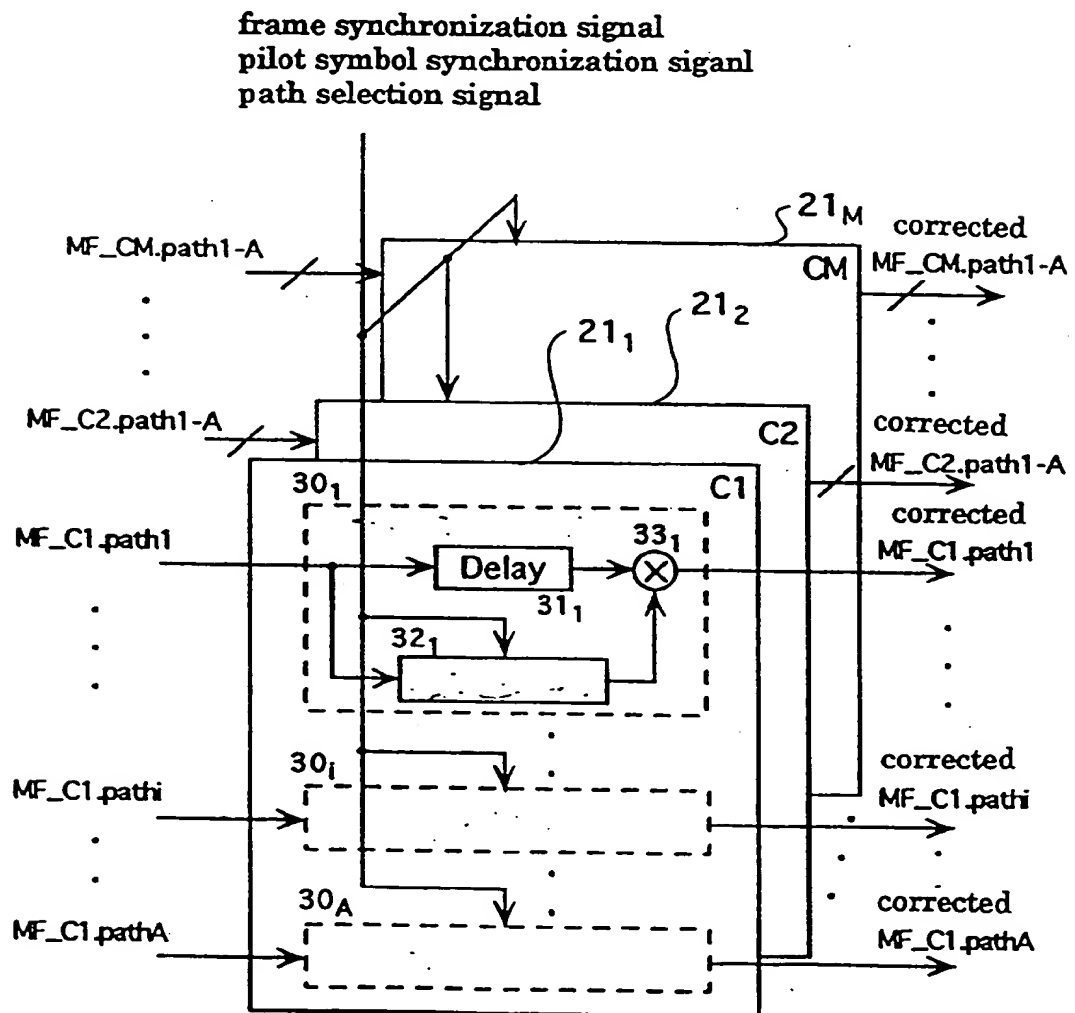 frame synchronization signal
pilot symbol synchronization siganl
path selection signal
21M
corrected
MF_CM.path1-A
CM
MF_CM.path1-A
21₂
21₁
MF_C2.path1-A
C2
corrected
MF_C2.path1-A
30₁
C1
corrected
MF_C1.path1
33₁
MF_C1.path1
Delay
31₁
32₁
30i
corrected
MF_C1.pathi
MF_C1.pathi
30A
corrected
MF_C1.pathA
MF_C1.pathA